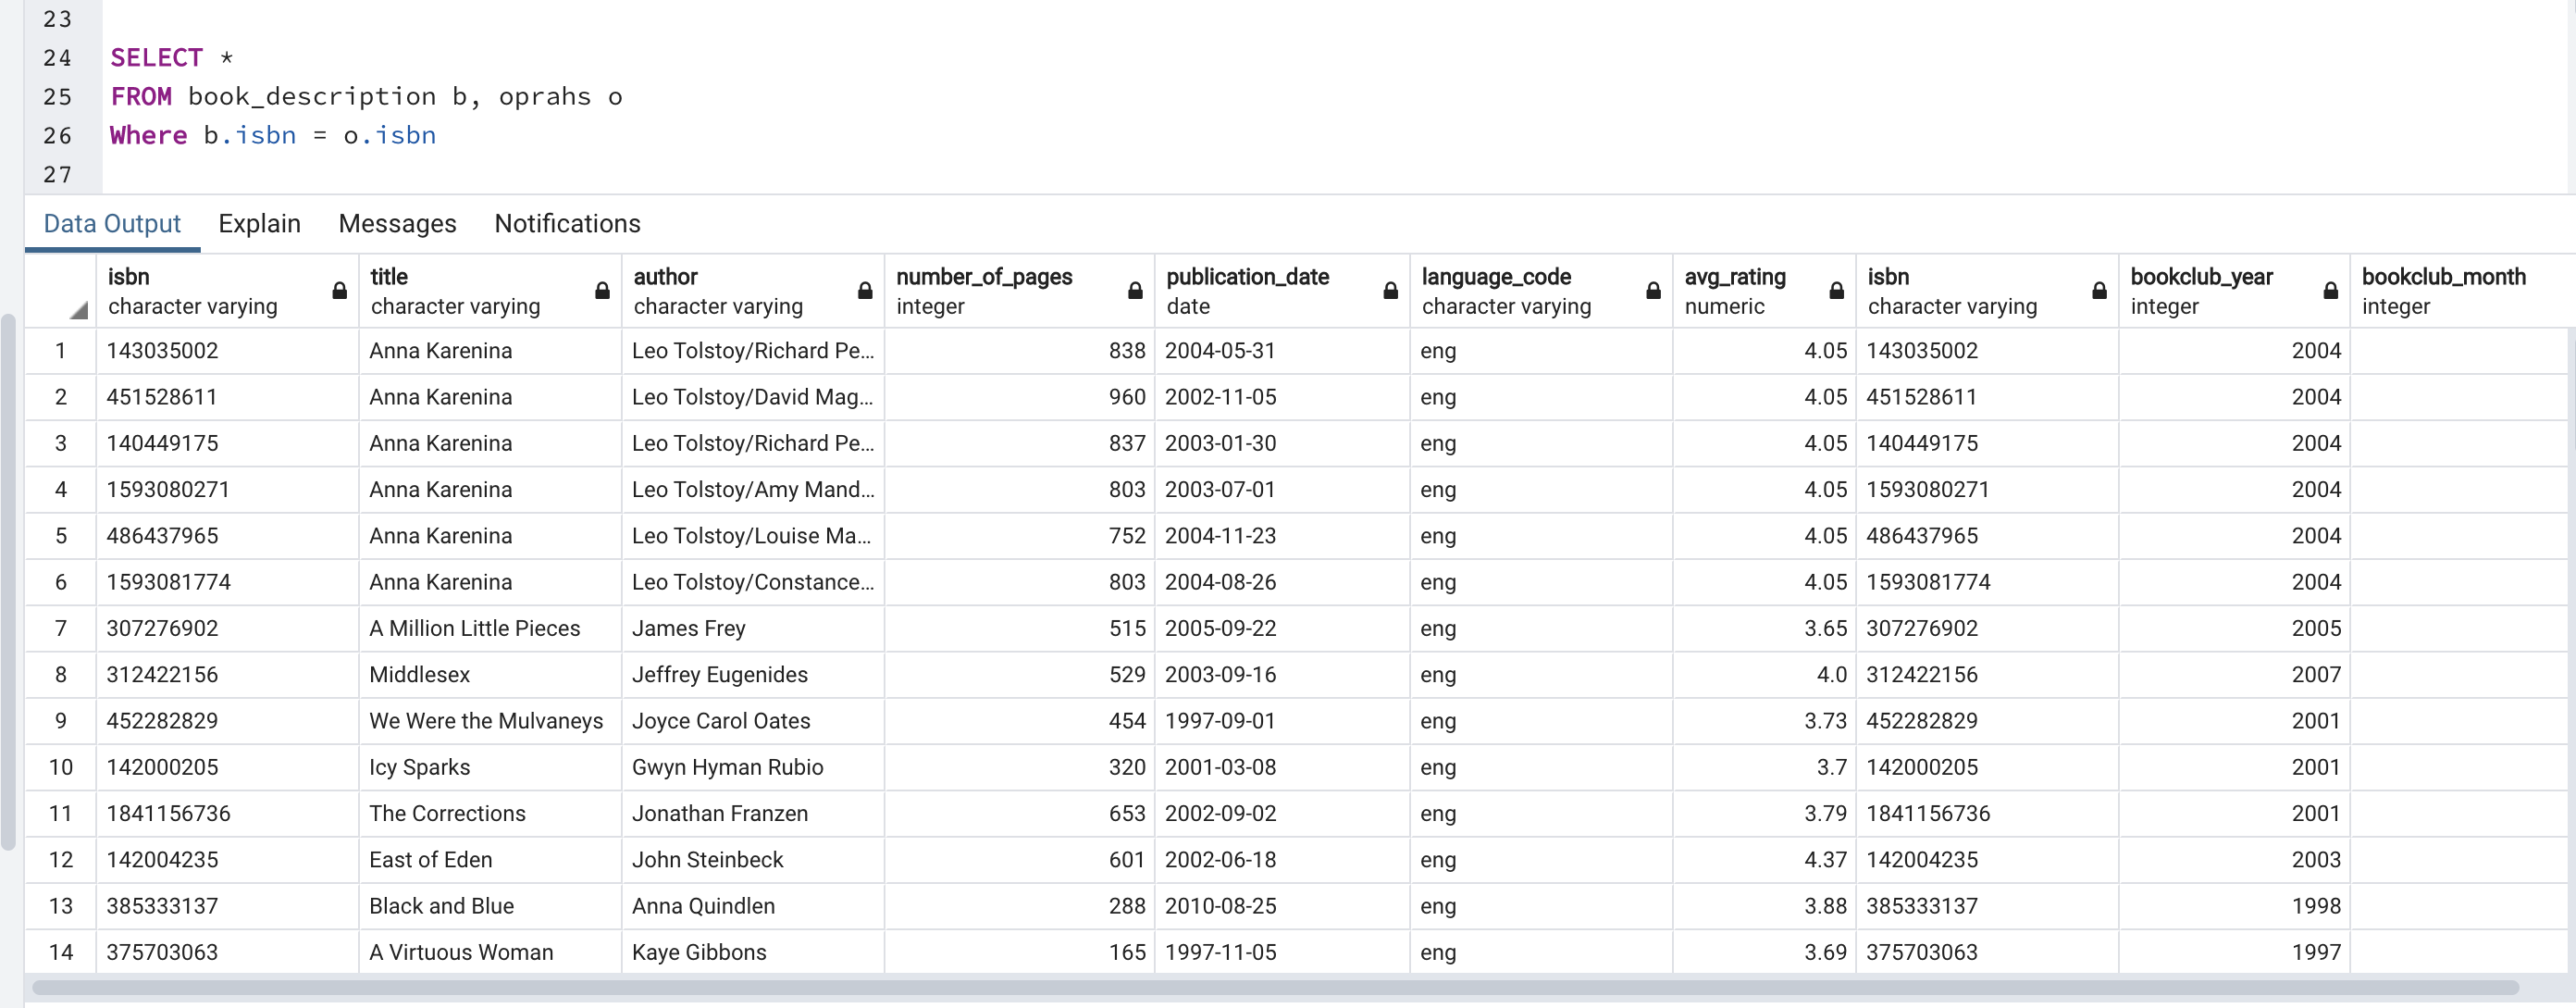 23
24 SELECT *
25 FROM book_description b, oprahs o
26 Where b.isbn = o.isbn
27
Data Output Explain Messages Notifications
isbn title author number_of_pages publication_date language_code avg_rating isbn bookclub_year bookclub_month
character varying character varying character varying integer date character varying numeric character varying integer integer
1 143035002 Anna Karenina Leo Tolstoy/Richard Pe... 838 2004-05-31 eng 4.05 143035002 2004
2 451528611 Anna Karenina Leo Tolstoy/David Mag... 960 2002-11-05 eng 4.05 451528611 2004
3 140449175 Anna Karenina Leo Tolstoy/Richard Pe... 837 2003-01-30 eng 4.05 140449175 2004
4 1593080271 Anna Karenina Leo Tolstoy/Amy Mand... 803 2003-07-01 eng 4.05 1593080271 2004
5 486437965 Anna Karenina Leo Tolstoy/Louise Ma... 752 2004-11-23 eng 4.05 486437965 2004
6 1593081774 Anna Karenina Leo Tolstoy/Constance... 803 2004-08-26 eng 4.05 1593081774 2004
7 307276902 A Million Little Pieces James Frey 515 2005-09-22 eng 3.65 307276902 2005
8 312422156 Middlesex Jeffrey Eugenides 529 2003-09-16 eng 4.0 312422156 2007
9 452282829 We Were the Mulvaneys Joyce Carol Oates 454 1997-09-01 eng 3.73 452282829 2001
10 142000205 Icy Sparks Gwyn Hyman Rubio 320 2001-03-08 eng 3.7 142000205 2001
11 1841156736 The Corrections Jonathan Franzen 653 2002-09-02 eng 3.79 1841156736 2001
12 142004235 East of Eden John Steinbeck 601 2002-06-18 eng 4.37 142004235 2003
13 385333137 Black and Blue Anna Quindlen 288 2010-08-25 eng 3.88 385333137 1998
14 375703063 A Virtuous Woman Kaye Gibbons 165 1997-11-05 eng 3.69 375703063 1997